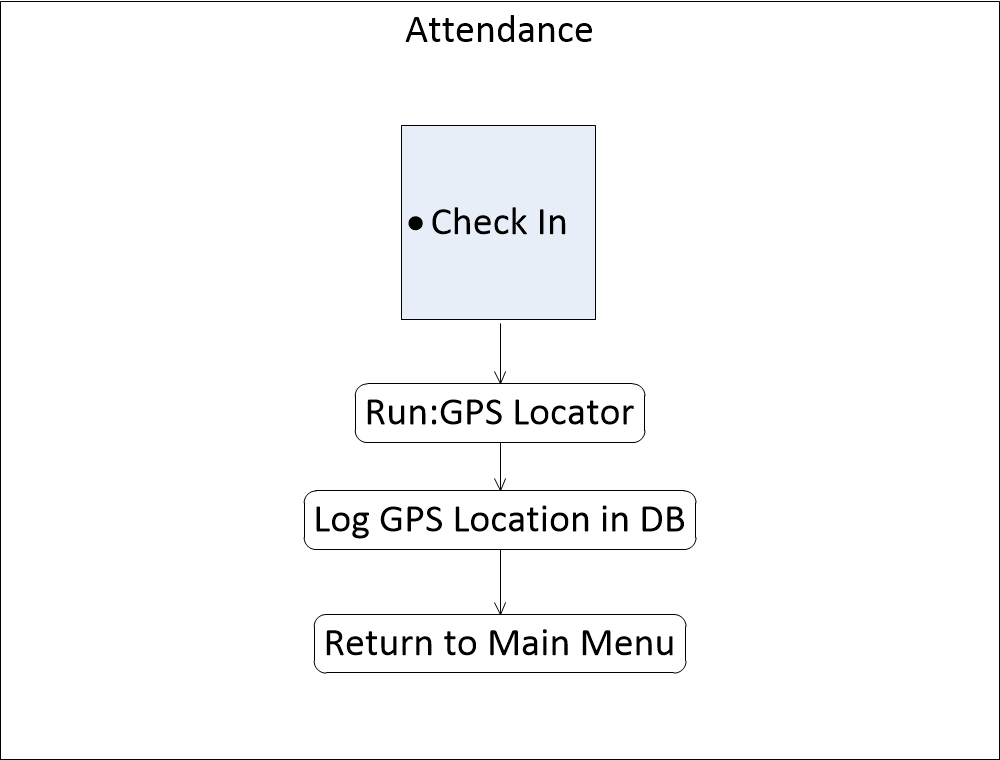 Attendance
• Check In
Run:GPS Locator
Log GPS Location in DB
Return to Main Menu